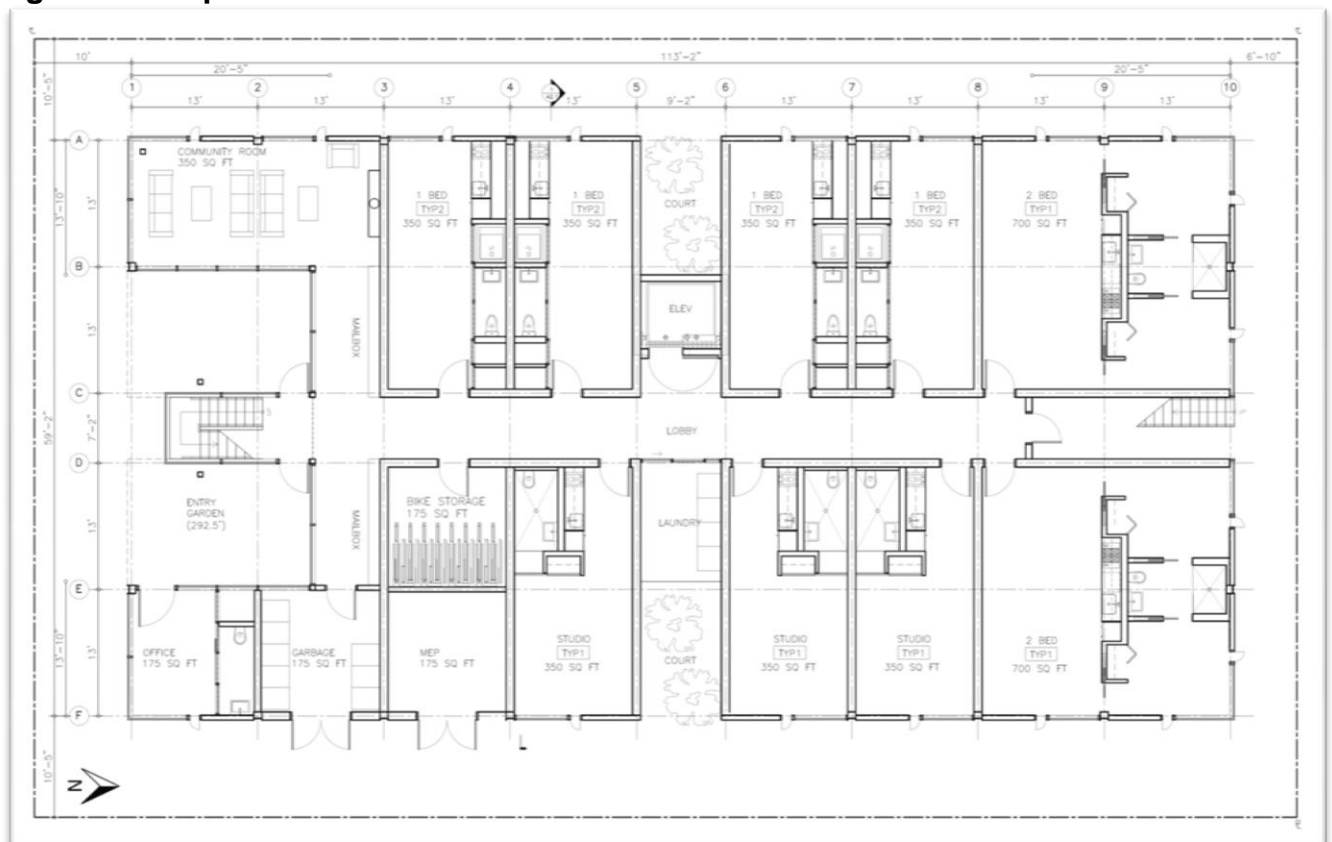 10'
113'-2"
6'-10"
20'-5"
20'-5"
10'-5"
1
2
3
4
5
6
7
8
9
10
13'
13'
13'
13'
9'-2"
13'
13'
13'
13'
A
B
C
D
E
F
13'-10"
13'
13'
59'-2"
7'-2"
13'
13'-10"
13'
10'-5"
COMMUNITY ROOM
350 SQ FT
1 BED
TYP2
350 SQ FT
1 BED
TYP2
350 SQ FT
COURT
1 BED
TYP2
350 SQ FT
1 BED
TYP2
350 SQ FT
2 BED
TYP1
700 SQ FT
ELEV
MAILBOX
LOBBY
ENTRY
GARDEN
(292.5")
MAILBOX
BIKE STORAGE
175 SQ FT
LAUNDRY
OFFICE
175 SQ FT
GARBAGE
175 SQ FT
MEP
175 SQ FT
STUDIO
TYP1
350 SQ FT
COURT
STUDIO
TYP1
350 SQ FT
STUDIO
TYP1
350 SQ FT
2 BED
TYP1
700 SQ FT
N